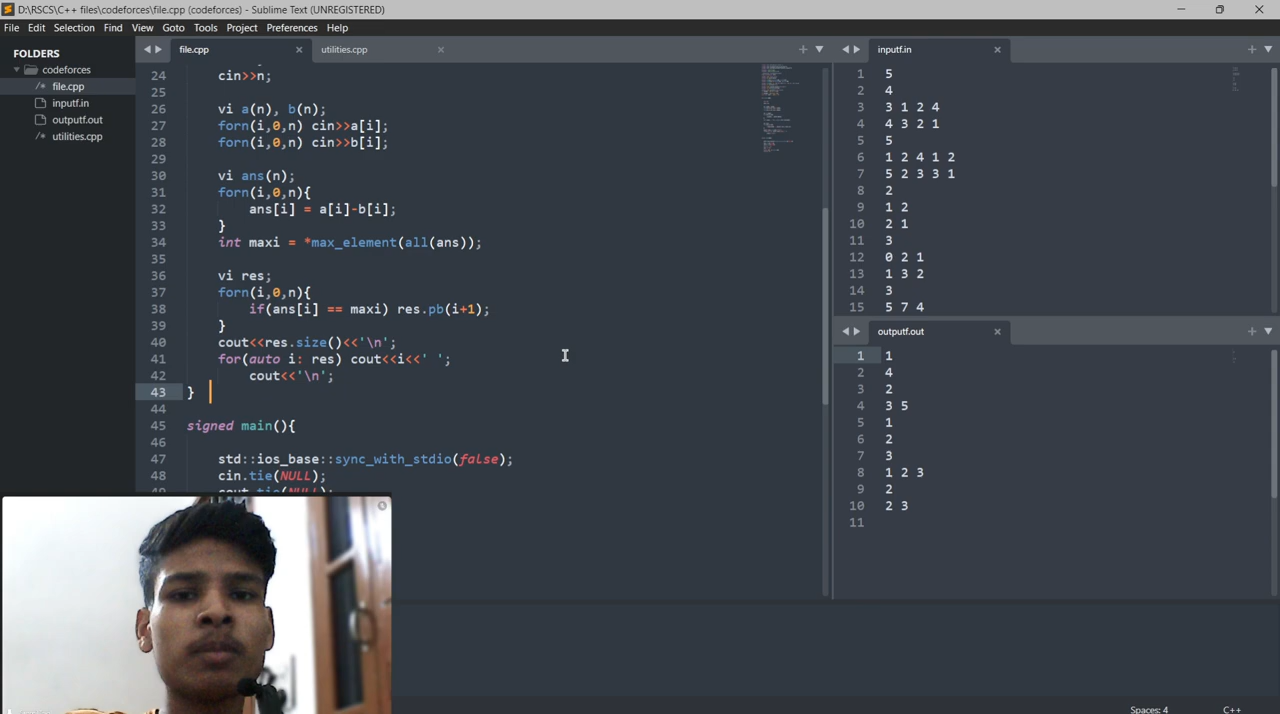 D:\RSCS\C++ files\codeforces\file.cpp (codeforces) - Sublime Text (UNREGISTERED)
File Edit Selection Find View Goto Tools Project Preferences Help
FOLDERS
codeforces
/* file.cpp
inputf.in
outputf.out
/* utilities.cpp
file.cpp
utilities.cpp
24 cin>>n;
25
26 vi a(n), b(n);
27 forn(i,0,n) cin>>a[i];
28 forn(i,0,n) cin>>b[i];
29
30 vi ans(n);
31 forn(i,0,n){
32 ans[i] = a[i]-b[i];
33 }
34 int maxi = *max_element(all(ans));
35
36 vi res;
37 forn(i,0,n){
38 if(ans[i] == maxi) res.pb(i+1);
39 }
40 cout<<res.size()<<'\n';
41 for(auto i: res) cout<<i<<' ';
42 cout<<'\n';
43 }
44
45 signed main(){
46
47 std::ios_base::sync_with_stdio(false);
48 cin.tie(NULL);
49 cout.tie(NULL);
inputf.in
1 5
2 4
3 3 1 2 4
4 4 3 2 1
5 5
6 1 2 4 1 2
7 5 2 3 3 1
8 2
9 1 2
10 2 1
11 3
12 0 2 1
13 1 3 2
14 3
15 5 7 4
outputf.out
1 1
2 4
3 2
4 3 5
5 1
6 2
7 3
8 1 2 3
9 2
10 2 3
11
Spaces: 4 C++